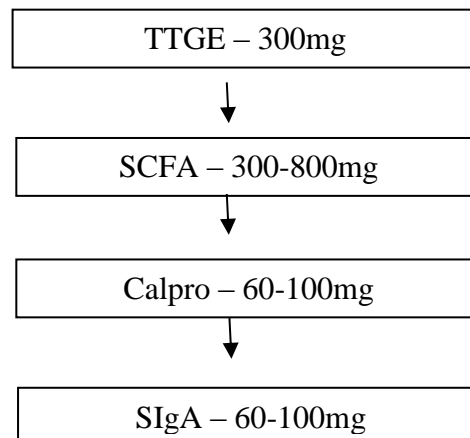 TTGE – 300mg
SCFA – 300-800mg
Calpro – 60-100mg
SIgA – 60-100mg